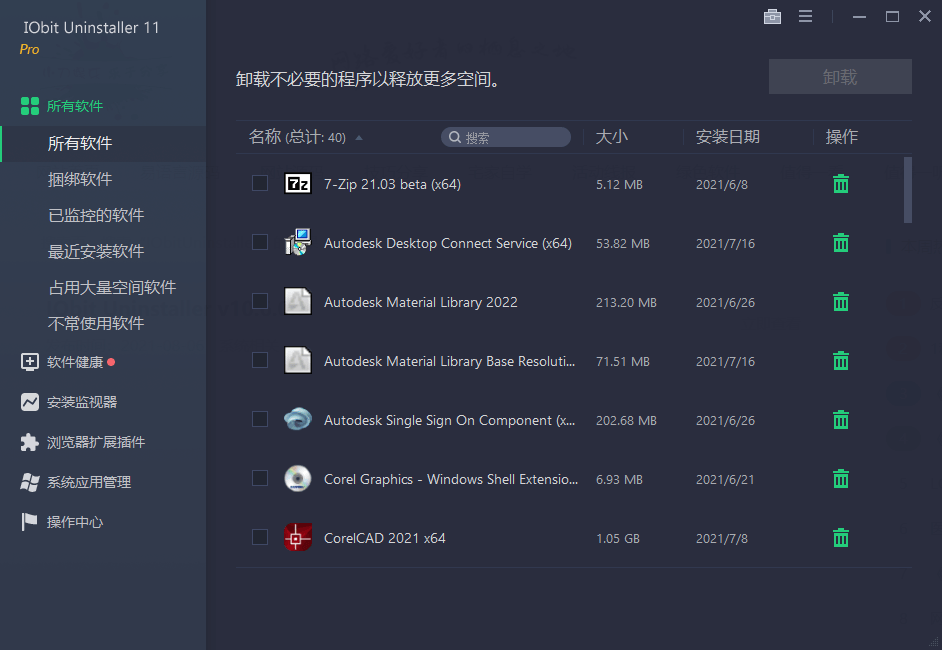 IObit Uninstaller 11
Pro
所有软件
所有软件
捆绑软件
已监控的软件
最近安装软件
占用大量空间软件
不常使用软件
软件健康
安装监视器
浏览器扩展插件
系统应用管理
操作中心
卸载不必要的程序以释放更多空间。
卸载
名称 (总计: 40) 搜索 大小 安装日期 操作
7-Zip 21.03 beta (x64) 5.12 MB 2021/6/8
Autodesk Desktop Connect Service (x64) 53.82 MB 2021/7/16
Autodesk Material Library 2022 213.20 MB 2021/6/26
Autodesk Material Library Base Resoluti... 71.51 MB 2021/7/16
Autodesk Single Sign On Component (x... 202.68 MB 2021/6/26
Corel Graphics - Windows Shell Extensio... 6.93 MB 2021/6/21
CorelCAD 2021 x64 1.05 GB 2021/7/8